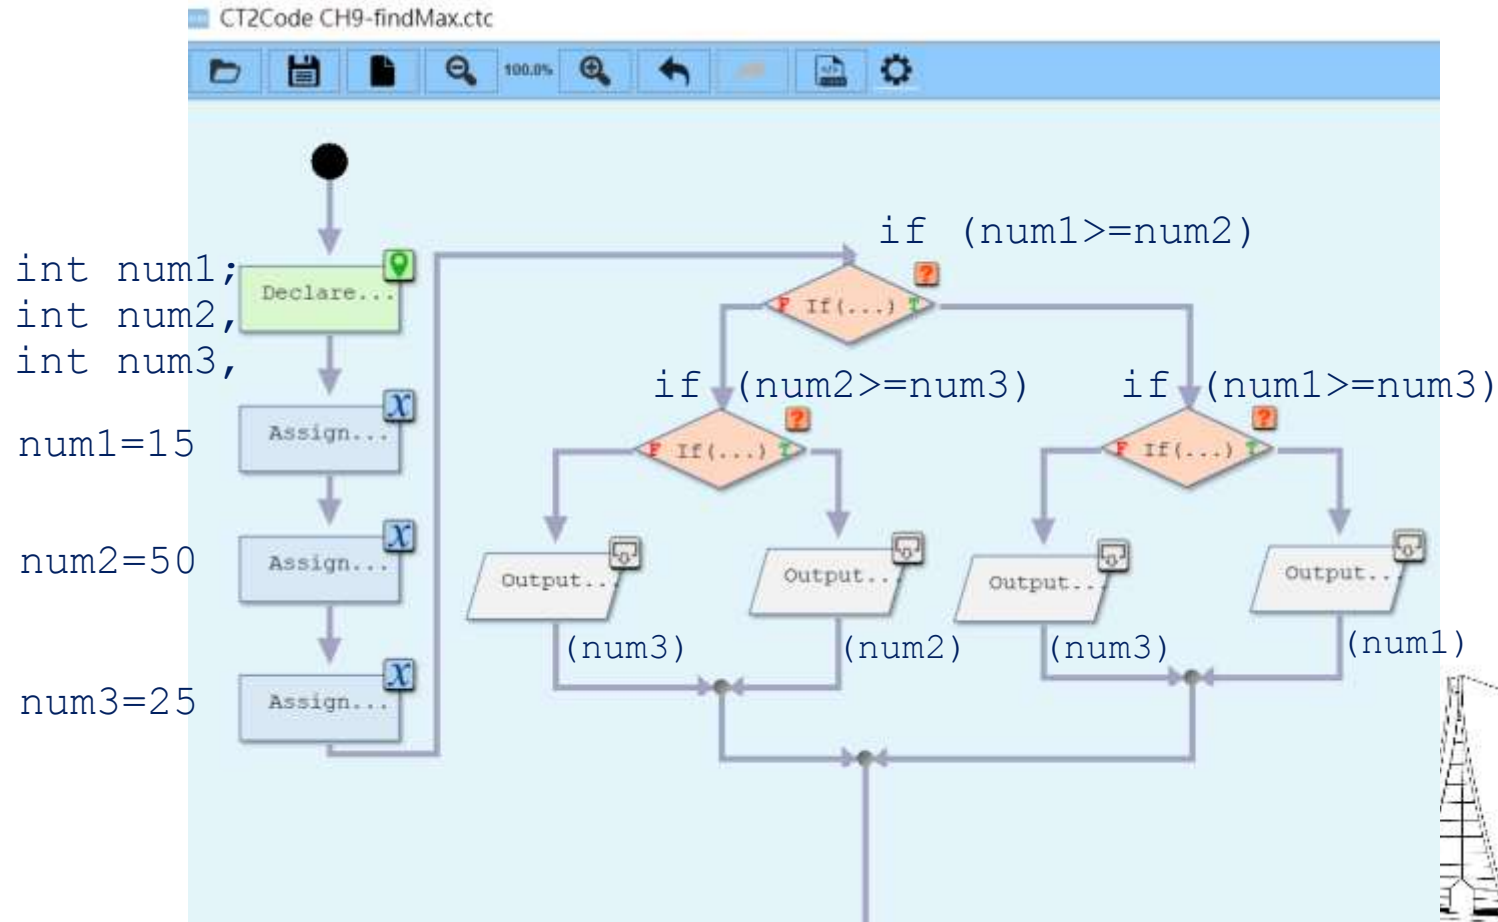 CT2Code CH9-findMax.ctc
100.0%
if (num1>=num2)
int num1;
int num2,
int num3,
Declare...
F If(...) T
if (num2>=num3)
if (num1>=num3)
num1=15
Assign...
F If(...) T
F If(...) T
num2=50
Assign...
Output...
Output...
Output...
Output...
(num3)
(num2)
(num3)
(num1)
num3=25
Assign...